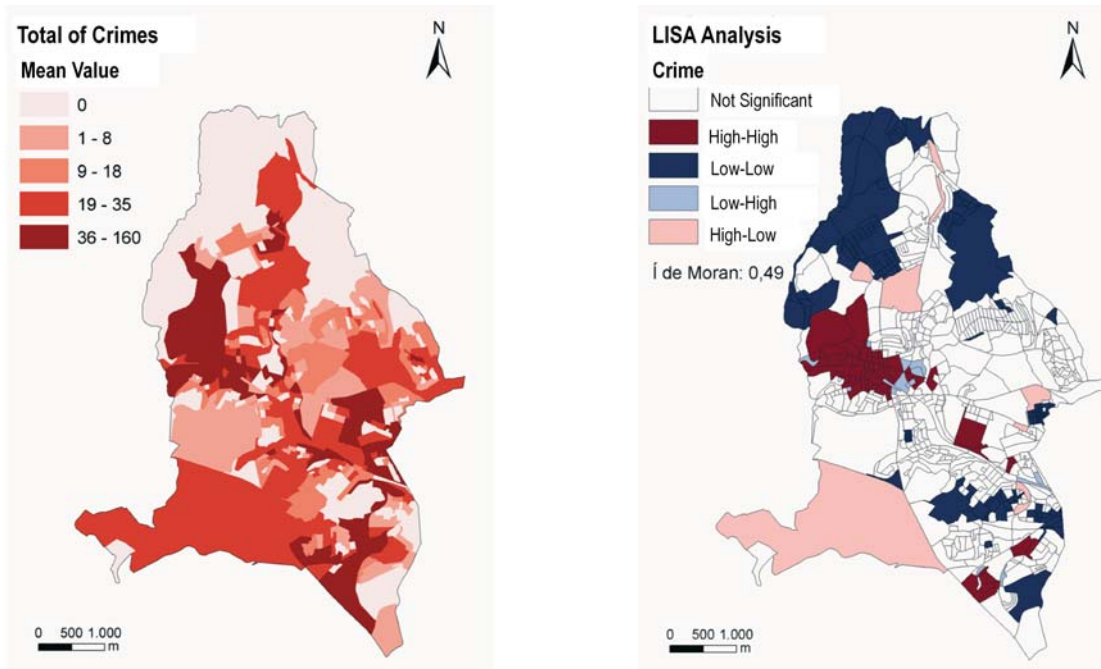 Total of Crimes
Mean Value
0
1 - 8
9 - 18
19 - 35
36 - 160
N
0 500 1.000
m
LISA Analysis
Crime
Not Significant
High-High
Low-Low
Low-High
High-Low
Í de Moran: 0,49
N
0 500 1.000
m